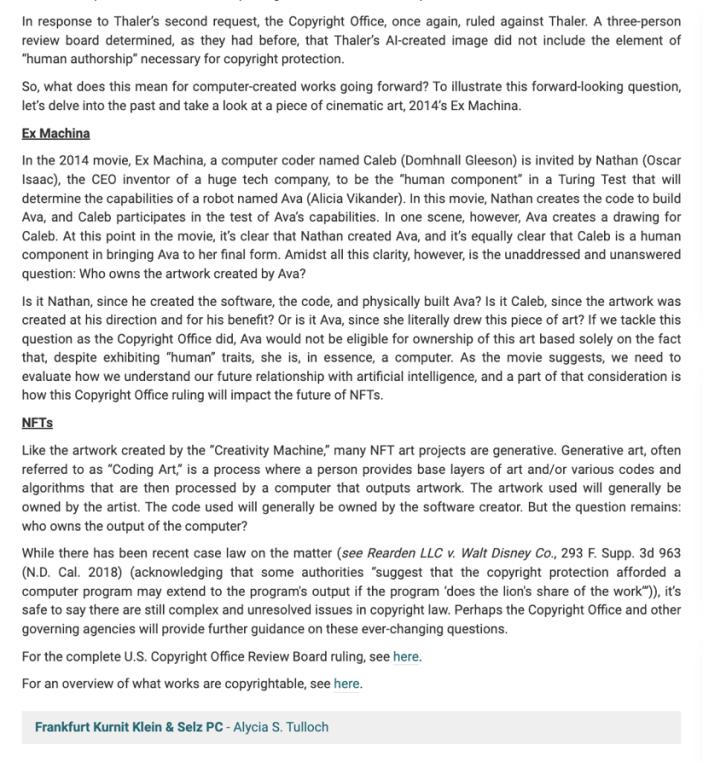 In response to Thaler's second request, the Copyright Office, once again, ruled against Thaler. A three-person
review board determined, as they had before, that Thaler's AI-created image did not include the element of
"human authorship" necessary for copyright protection.
So, what does this mean for computer-created works going forward? To illustrate this forward-looking question,
let's delve into the past and take a look at a piece of cinematic art, 2014's Ex Machina.
Ex Machina
In the 2014 movie, Ex Machina, a computer coder named Caleb (Domhnall Gleeson) is invited by Nathan (Oscar
Isaac), the CEO inventor of a huge tech company, to be the "human component" in a Turing Test that will
determine the capabilities of a robot named Ava (Alicia Vikander). In this movie, Nathan creates the code to build
Ava, and Caleb participates in the test of Ava's capabilities. In one scene, however, Ava creates a drawing for
Caleb. At this point in the movie, it's clear that Nathan created Ava, and it's equally clear that Caleb is a human
component in bringing Ava to her final form. Amidst all this clarity, however, is the unaddressed and unanswered
question: Who owns the artwork created by Ava?
Is it Nathan, since he created the software, the code, and physically built Ava? Is it Caleb, since the artwork was
created at his direction and for his benefit? Or is it Ava, since she literally drew this piece of art? If we tackle this
question as the Copyright Office did, Ava would not be eligible for ownership of this art based solely on the fact
that, despite exhibiting "human" traits, she is, in essence, a computer. As the movie suggests, we need to
evaluate how we understand our future relationship with artificial intelligence, and a part of that consideration is
how this Copyright Office ruling will impact the future of NFTs.
NFTs
Like the artwork created by the "Creativity Machine," many NFT art projects are generative. Generative art, often
referred to as "Coding Art," is a process where a person provides base layers of art and/or various codes and
algorithms that are then processed by a computer that outputs artwork. The artwork used will generally be
owned by the artist. The code used will generally be owned by the software creator. But the question remains:
who owns the output of the computer?
While there has been recent case law on the matter (see Rearden LLC v. Walt Disney Co., 293 F. Supp. 3d 963
(N.D. Cal. 2018) (acknowledging that some authorities "suggest that the copyright protection afforded a
computer program may extend to the program's output if the program 'does the lion's share of the work'")), it's
safe to say there are still complex and unresolved issues in copyright law. Perhaps the Copyright Office and other
governing agencies will provide further guidance on these ever-changing questions.
For the complete U.S. Copyright Office Review Board ruling, see here.
For an overview of what works are copyrightable, see here.
Frankfurt Kurnit Klein & Selz PC - Alycia S. Tulloch